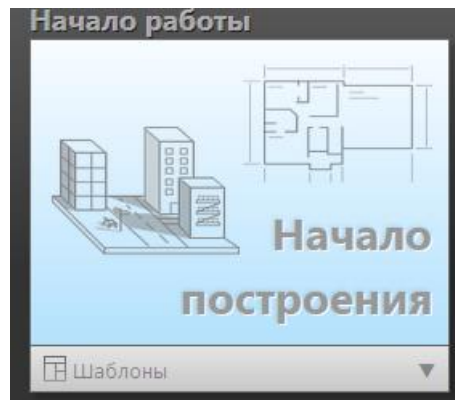 Начало работы
Начало
построения
Шаблоны